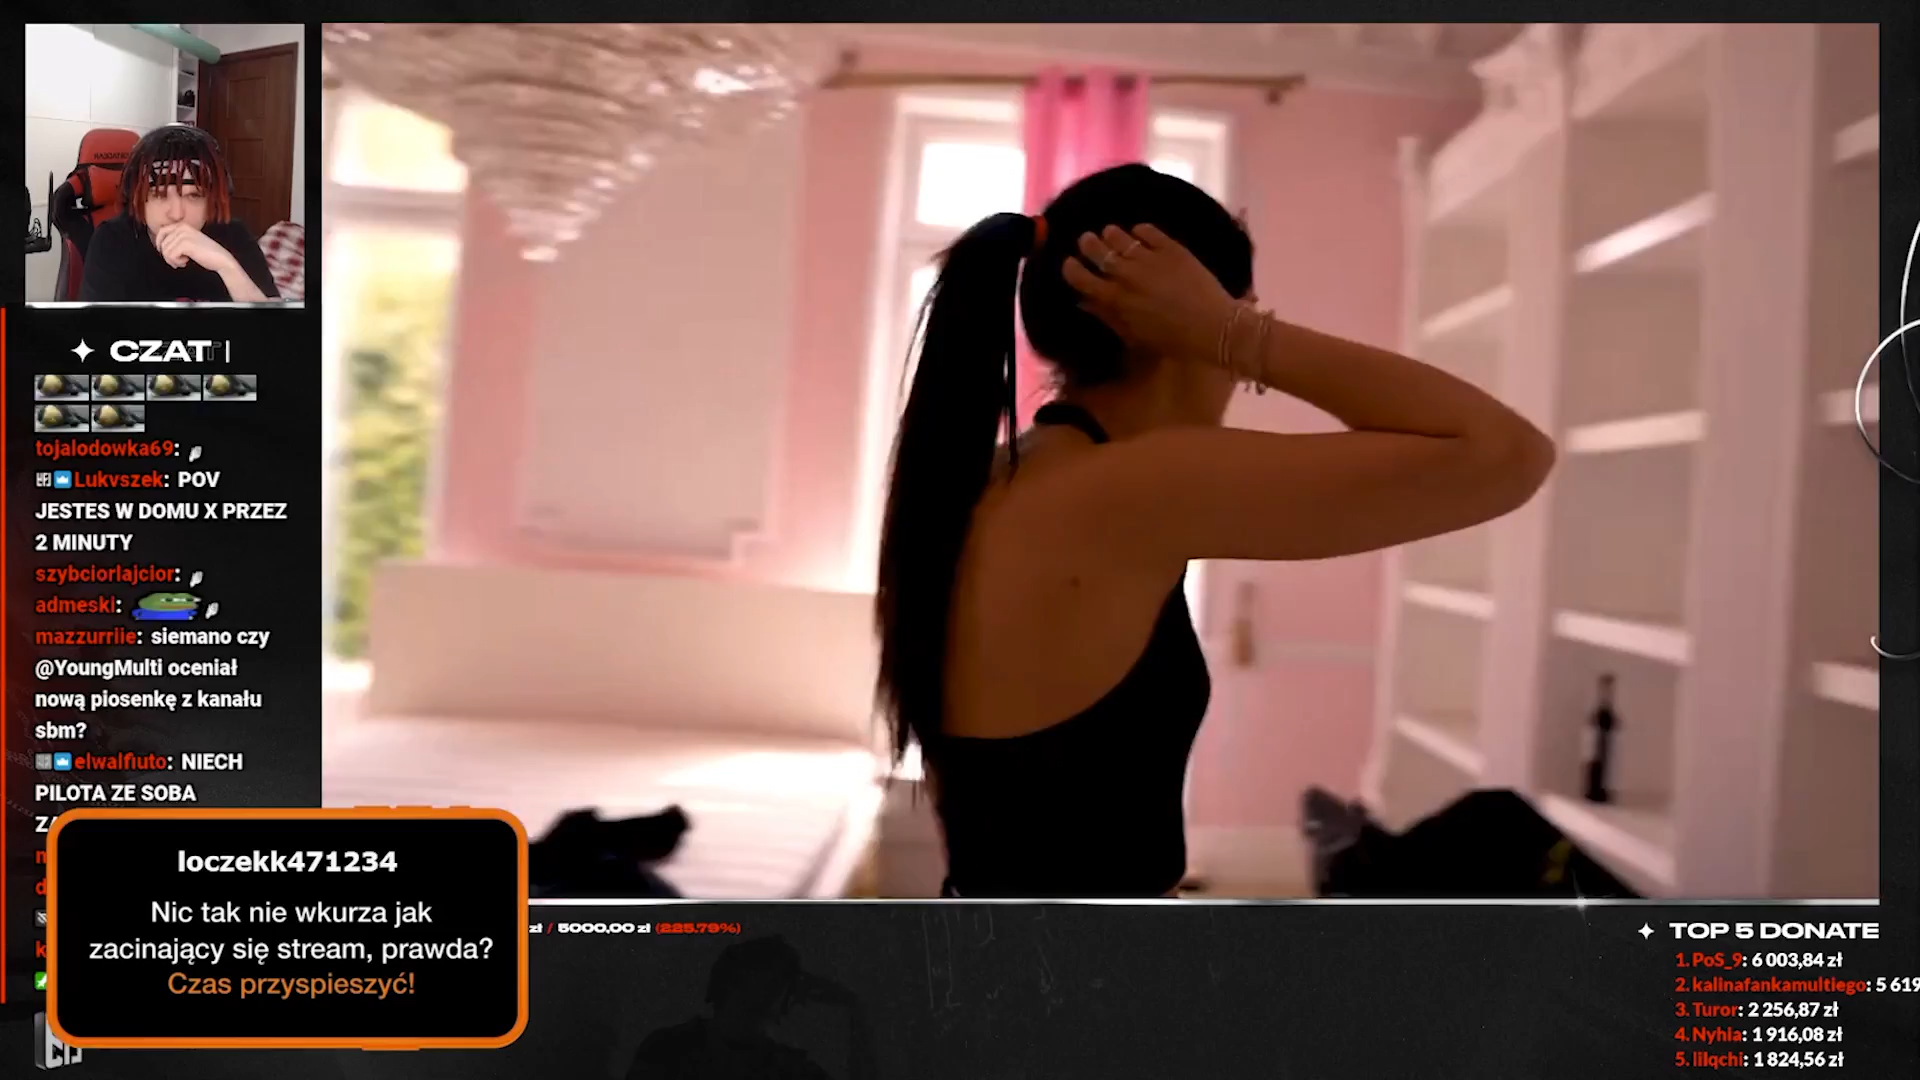 CZAT
tojalodowka69:
Lukvszek: POV
JESTES W DOMU X PRZEZ
2 MINUTY
szybciorlajcior:
admeski:
mazzurrlie: siemano czy
@YoungMulti oceniał
nową piosenkę z kanału
sbm?
elwalfiuto: NIECH
PILOTA ZE SOBA
loczekk471234
Nic tak nie wkurza jak
zacinający się stream, prawda?
Czas przyspieszyć!
zł / 5000,00 zł (225.79%)
TOP 5 DONATE
1. PoS_9: 6 003,84 zł
2. kalinafankamultiego: 5 619
3. Turor: 2 256,87 zł
4. Nyhla: 1 916,08 zł
5. lilqchi: 1 824,56 zł